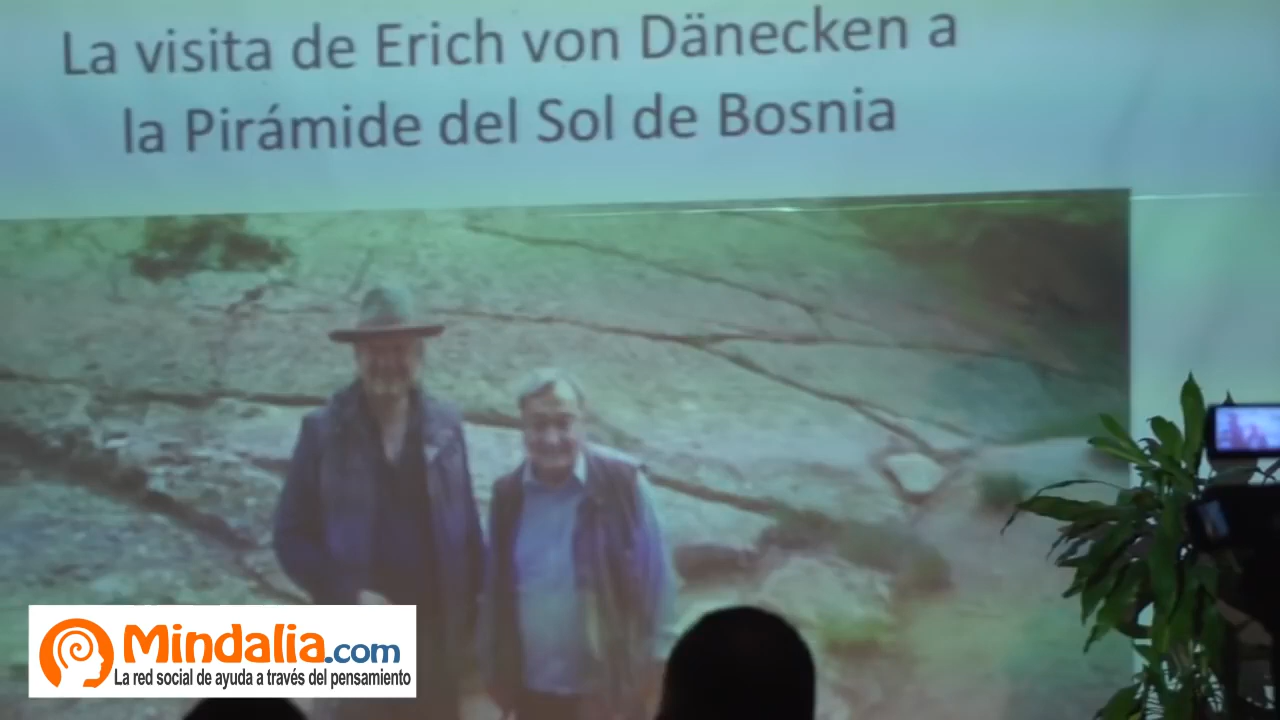 La visita de Erich von Dänecken a
la Pirámide del Sol de Bosnia
Mindalia.com
La red social de ayuda a través del pensamiento